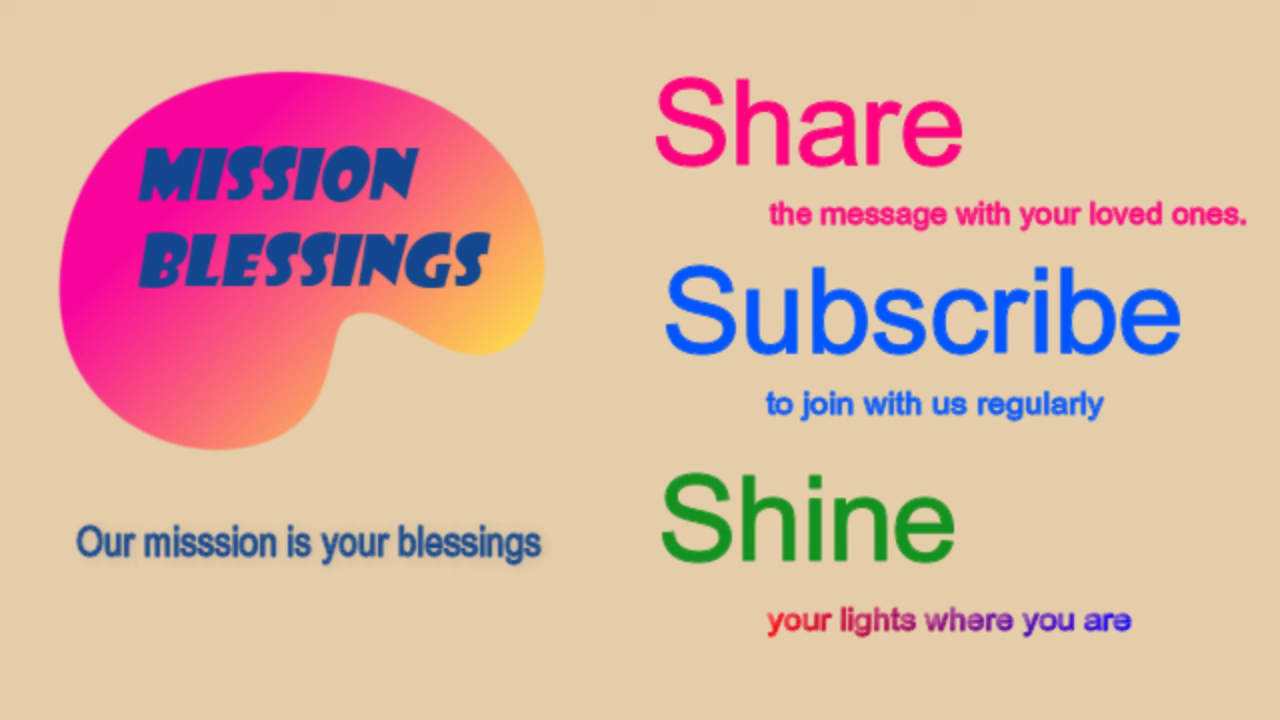 MISSION
BLESSINGS
Our misssion is your blessings
Share
the message with your loved ones.
Subscribe
to join with us regularly
Shine
your lights where you are